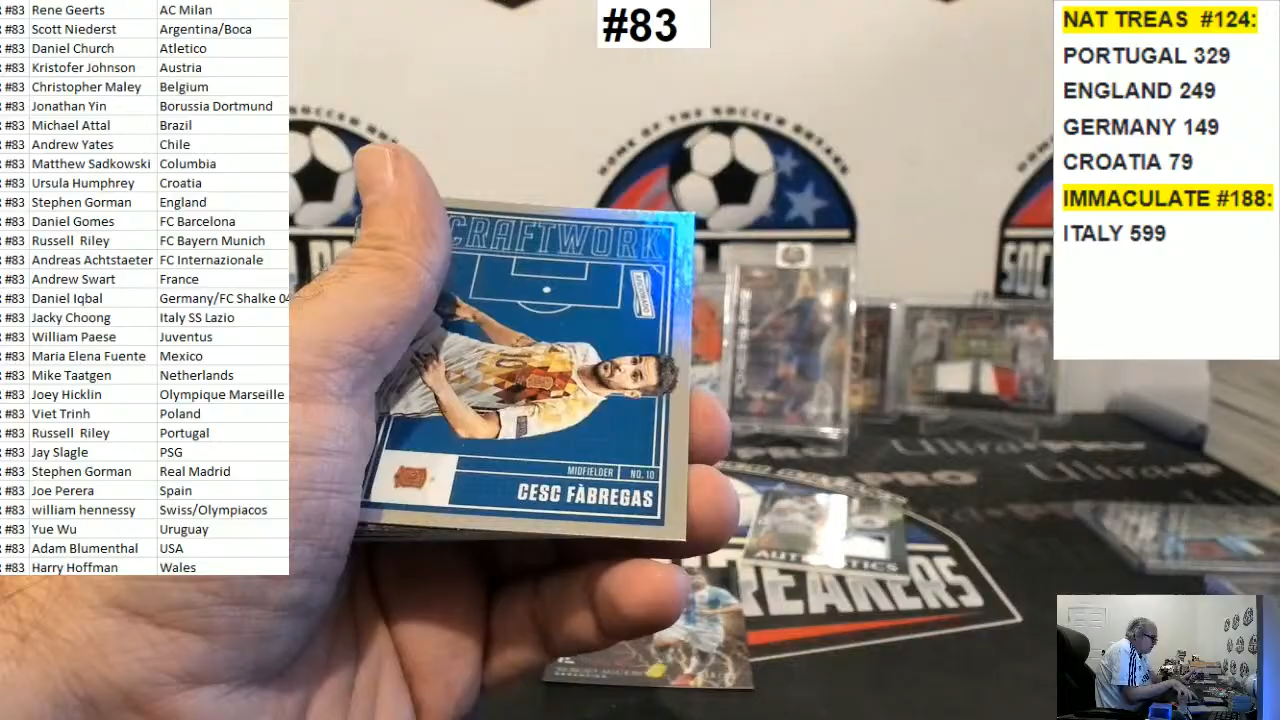 #83 Rene Geerts AC Milan
#83 Scott Niederst Argentina/Boca
#83 Daniel Church Atletico
#83 Kristofer Johnson Austria
#83 Christopher Maley Belgium
#83 Jonathan Yin Borussia Dortmund
#83 Michael Attal Brazil
#83 Andrew Yates Chile
#83 Matthew Sadkowski Columbia
#83 Ursula Humphrey Croatia
#83 Stephen Gorman England
#83 Daniel Gomes FC Barcelona
#83 Russell Riley FC Bayern Munich
#83 Andreas Achtstaeter FC Internazionale
#83 Andrew Swart France
#83 Daniel Iqbal Germany/FC Shalke 04
#83 Jacky Choong Italy SS Lazio
#83 William Paese Juventus
#83 Maria Elena Fuente Mexico
#83 Mike Taatgen Netherlands
#83 Joey Hicklin Olympique Marseille
#83 Viet Trinh Poland
#83 Russell Riley Portugal
#83 Jay Slagle PSG
#83 Stephen Gorman Real Madrid
#83 Joe Perera Spain
#83 william hennessy Swiss/Olympiacos
#83 Yue Wu Uruguay
#83 Adam Blumenthal USA
#83 Harry Hoffman Wales
#83
NAT TREAS #124:
PORTUGAL 329
ENGLAND 249
GERMANY 149
CROATIA 79
IMMACULATE #188:
ITALY 599
CRAFTWORK
MIDFIELDER NO. 10
CESC FÀBREGAS
AUTHENTICS
REAKERS